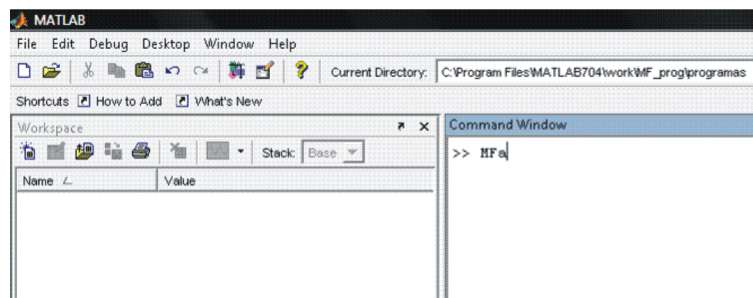 MATLAB
File Edit Debug Desktop Window Help
Current Directory: C:\Program Files\MATLAB704\work\MF_prog\programas
Shortcuts How to Add What's New
Workspace
Stack: Base
Name Value
Command Window
>> MFa